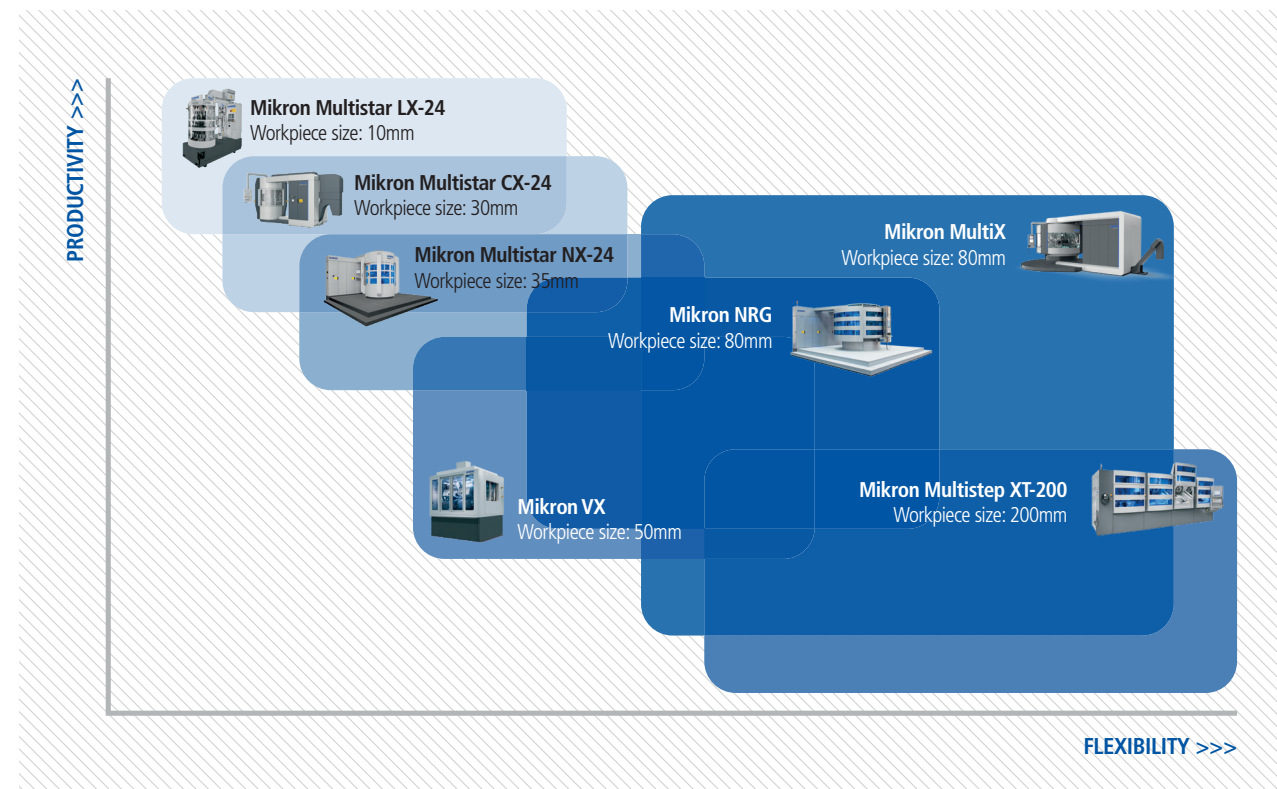 PRODUCTIVITY >>>
Mikron Multistar LX-24
Workpiece size: 10mm
Mikron Multistar CX-24
Workpiece size: 30mm
Mikron Multistar NX-24
Workpiece size: 35mm
Mikron MultiX
Workpiece size: 80mm
Mikron NRG
Workpiece size: 80mm
Mikron VX
Workpiece size: 50mm
Mikron Multistep XT-200
Workpiece size: 200mm
FLEXIBILITY >>>